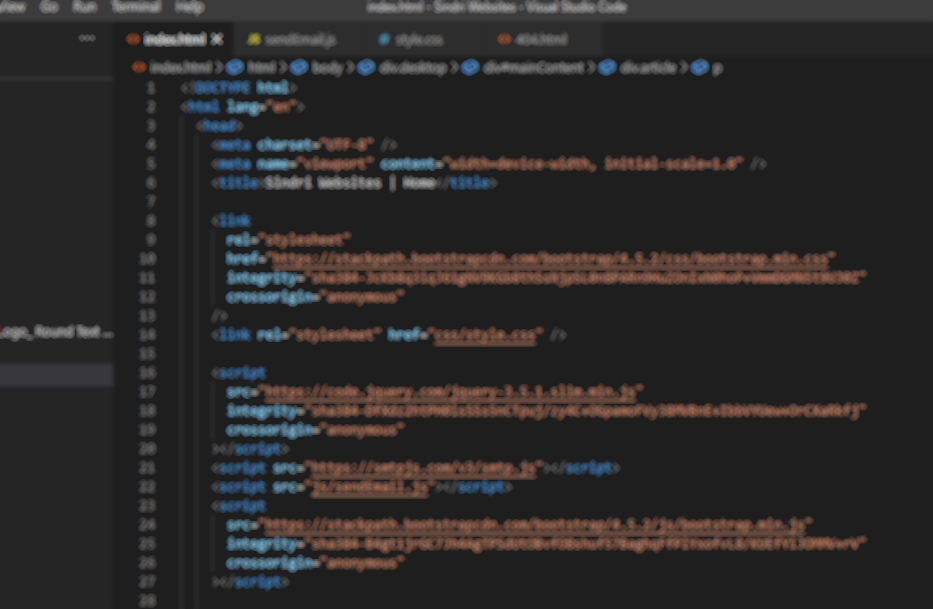 View Go Run Terminal Help index.html - Sindri Websites - Visual Studio Code
index.html sendEmail.js style.css 404.html
index.html > html > body > div.desktop > div#mainContent > div.article > p
1 <!DOCTYPE html>
2 <html lang="en">
3 <head>
4 <meta charset="UTF-8" />
5 <meta name="viewport" content="width=device-width, initial-scale=1.0" />
6 <title>Sindri Websites | Home</title>
7
8 <link
9 rel="stylesheet"
10 href="https://stackpath.bootstrapcdn.com/bootstrap/4.5.2/css/bootstrap.min.css"
11 integrity=
12 crossorigin="anonymous"
13 />
14 <link rel="stylesheet" href="css/style.css" />
Logo_Round Text ...
15
16 <script
17 src="https://code.jquery.com/jquery-3.5.1.slim.min.js"
18 integrity=
19 crossorigin="anonymous"
20 ></script>
21 <script src="https://smtpjs.com/v3/smtp.js"></script>
22 <script src="js/sendEmail.js"></script>
23 <script
24 src="https://stackpath.bootstrapcdn.com/bootstrap/4.5.2/js/bootstrap.min.js"
25 integrity=
26 crossorigin="anonymous"
27 ></script>
28